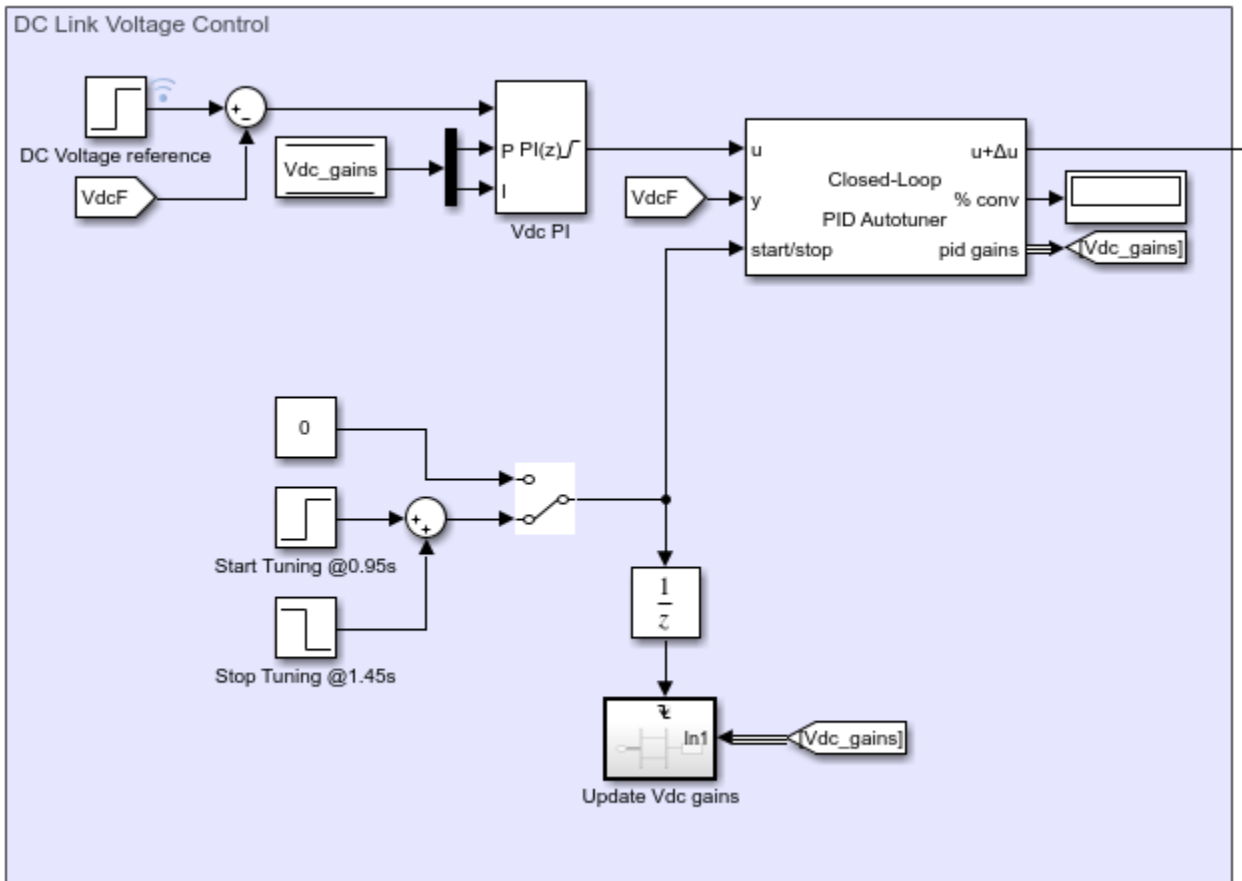 DC Link Voltage Control
+
-
DC Voltage reference
VdcF
Vdc_gains
P PI(z)
I
Vdc PI
VdcF
u
y
start/stop
Closed-Loop
PID Autotuner
u+Δu
% conv
pid gains
[Vdc_gains]
0
+
+
Start Tuning @0.95s
Stop Tuning @1.45s
1
z
In1
[Vdc_gains]
Update Vdc gains